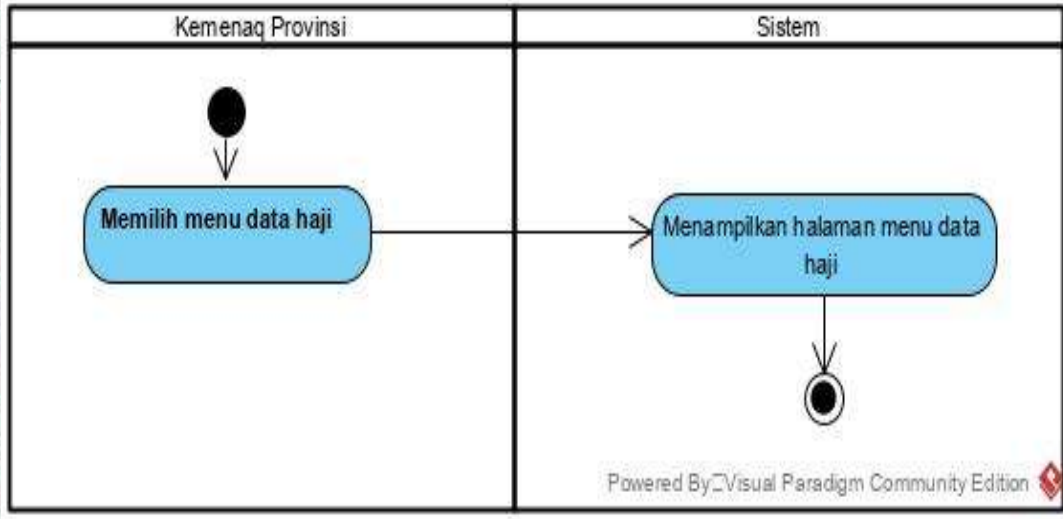 Kemenaq Provinsi
Sistem
Memilih menu data haji
Menampilkan halaman menu data
haji
Powered By Visual Paradigm Community Edition